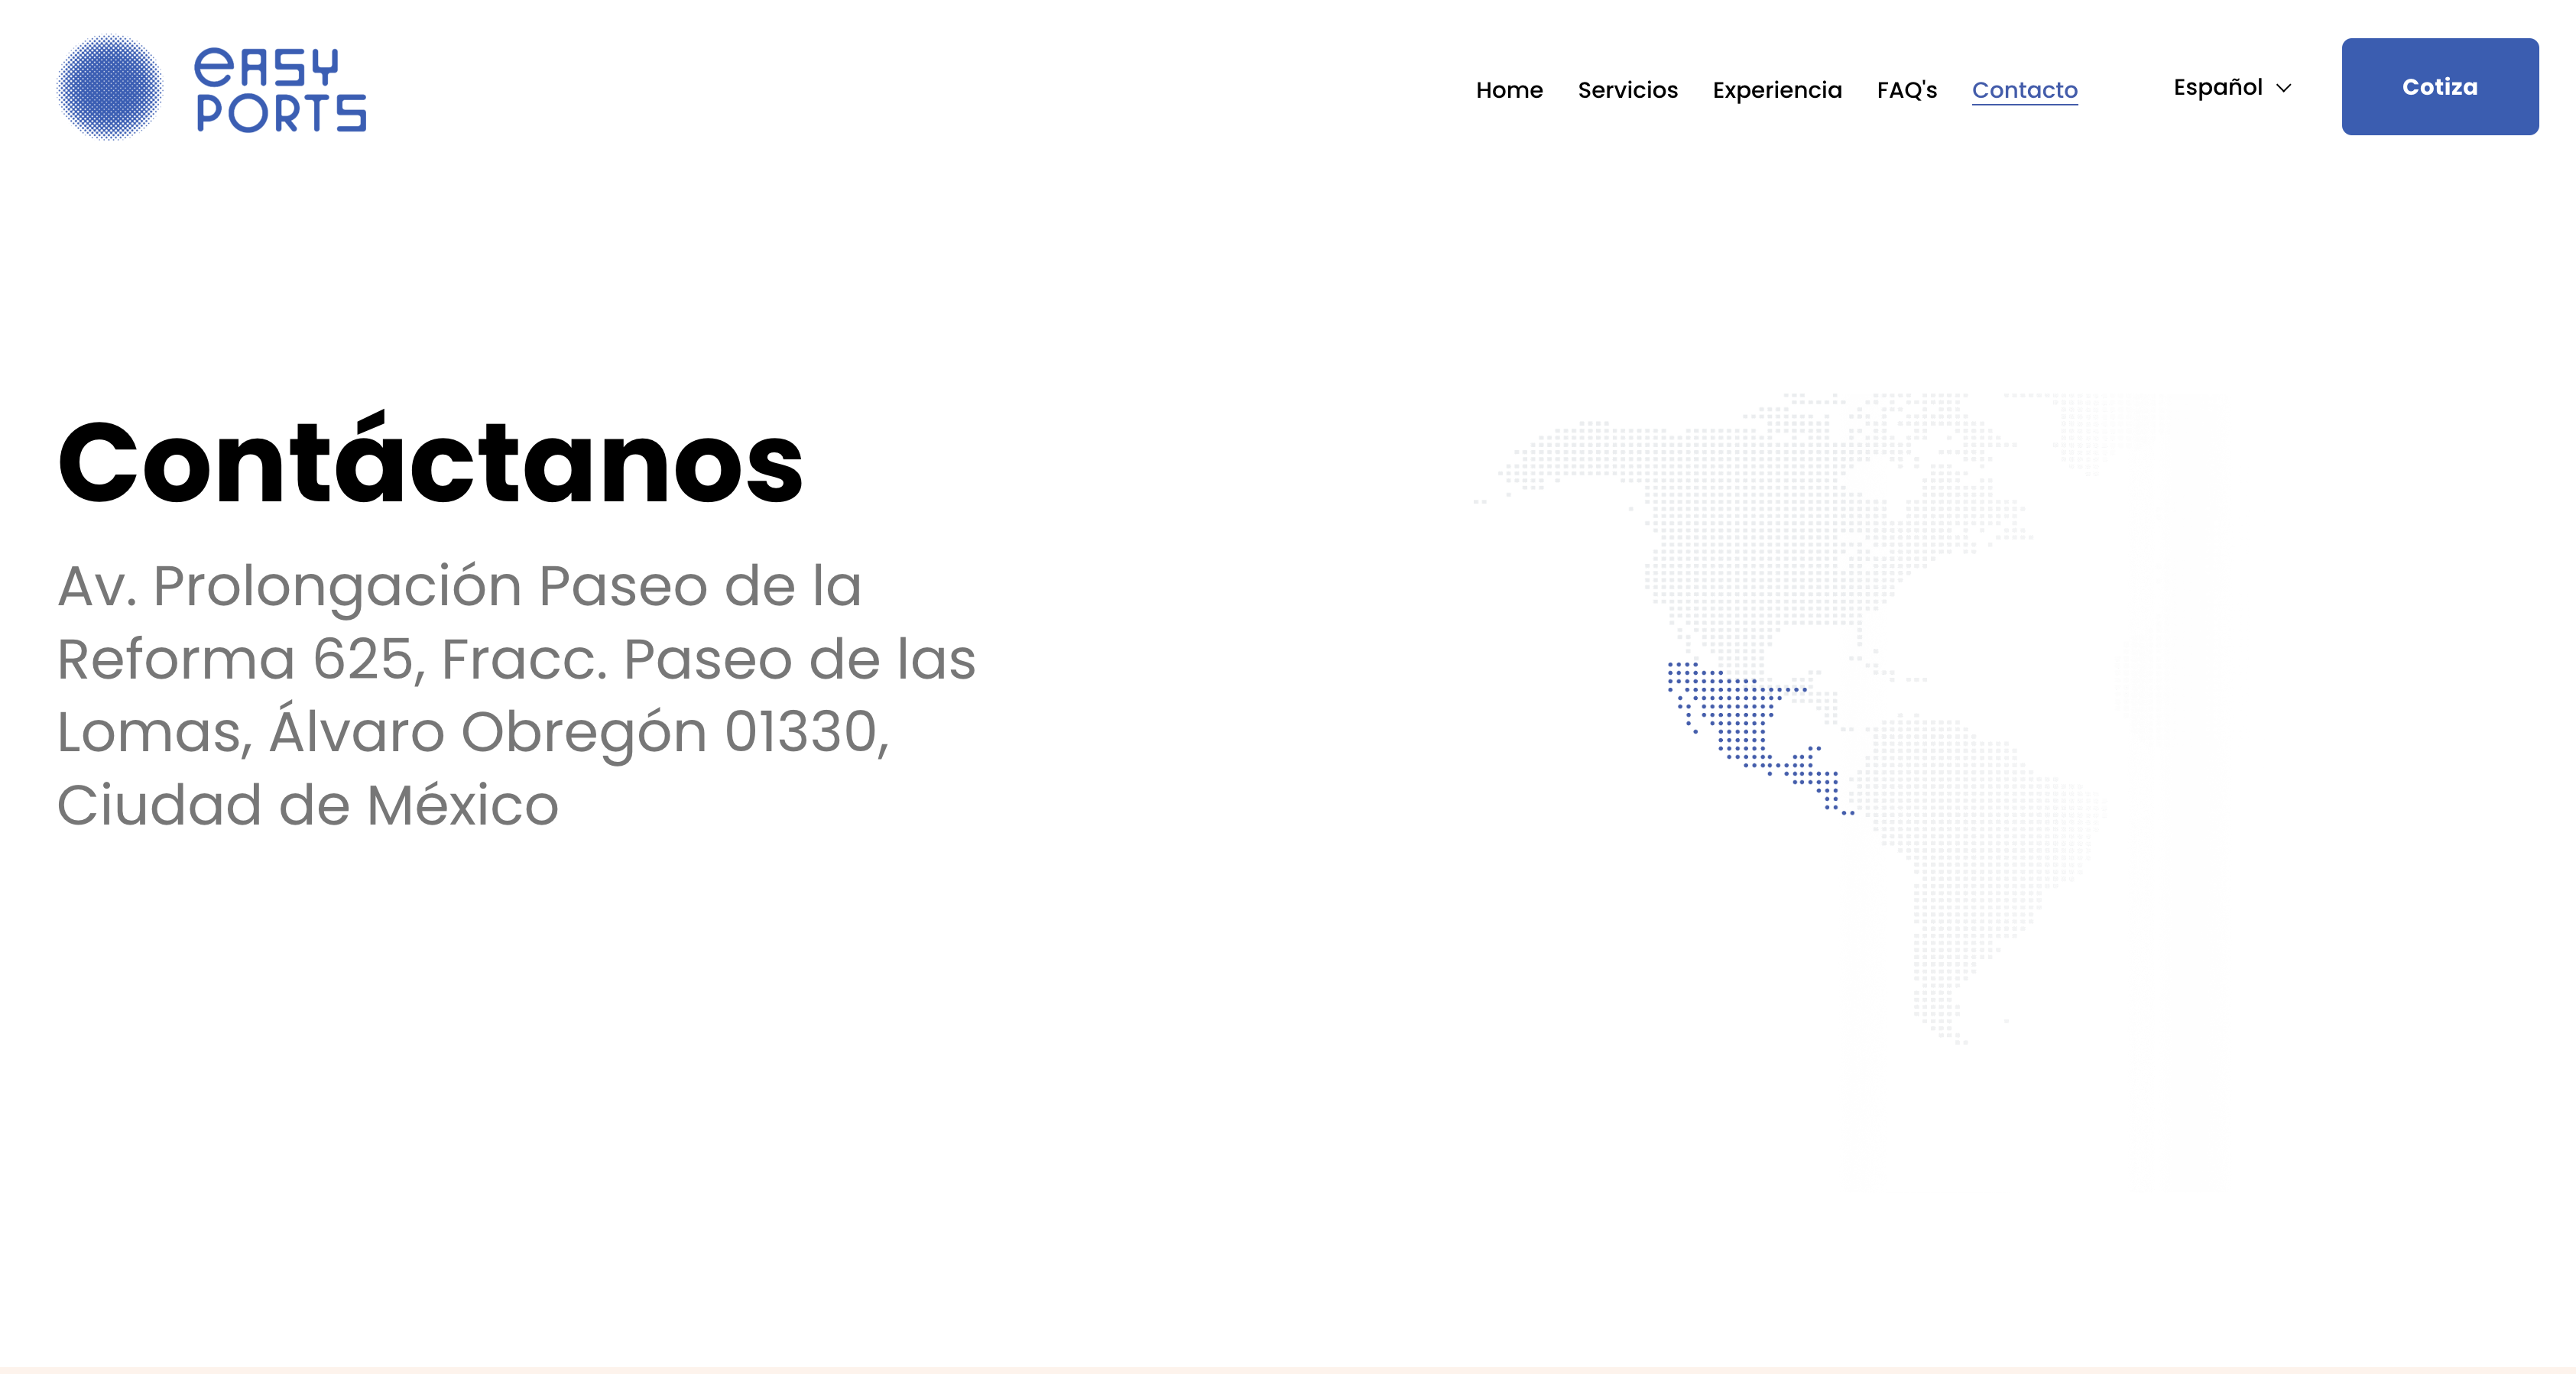 eASY
PORTS
Home Servicios Experiencia FAQ's Contacto Español Cotiza
Contáctanos
Av. Prolongación Paseo de la
Reforma 625, Fracc. Paseo de las
Lomas, Álvaro Obregón 01330,
Ciudad de México